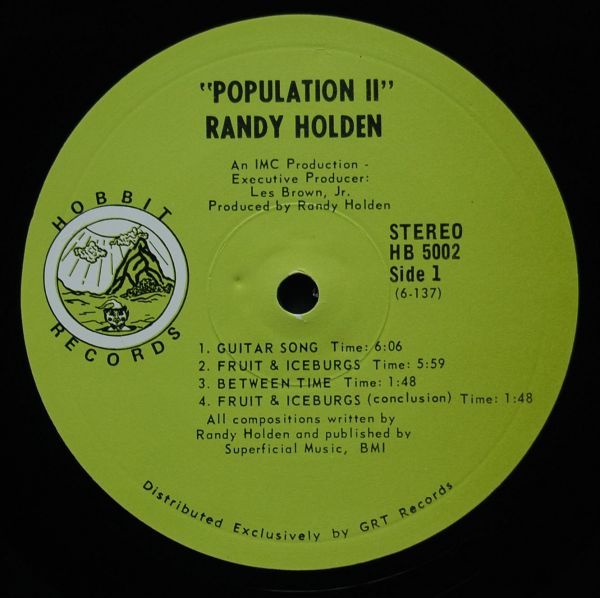 "POPULATION II"
RANDY HOLDEN
An IMC Production -
Executive Producer:
Les Brown, Jr.
Produced by Randy Holden
HOBBIT
RECORDS
STEREO
HB 5002
Side 1
(6-137)
1. GUITAR SONG Time: 6:06
2. FRUIT & ICEBURGS Time: 5:59
3. BETWEEN TIME Time: 1:48
4. FRUIT & ICEBURGS (conclusion) Time: 1:48
All compositions written by
Randy Holden and published by
Superficial Music, BMI
Distributed Exclusively by GRT Records